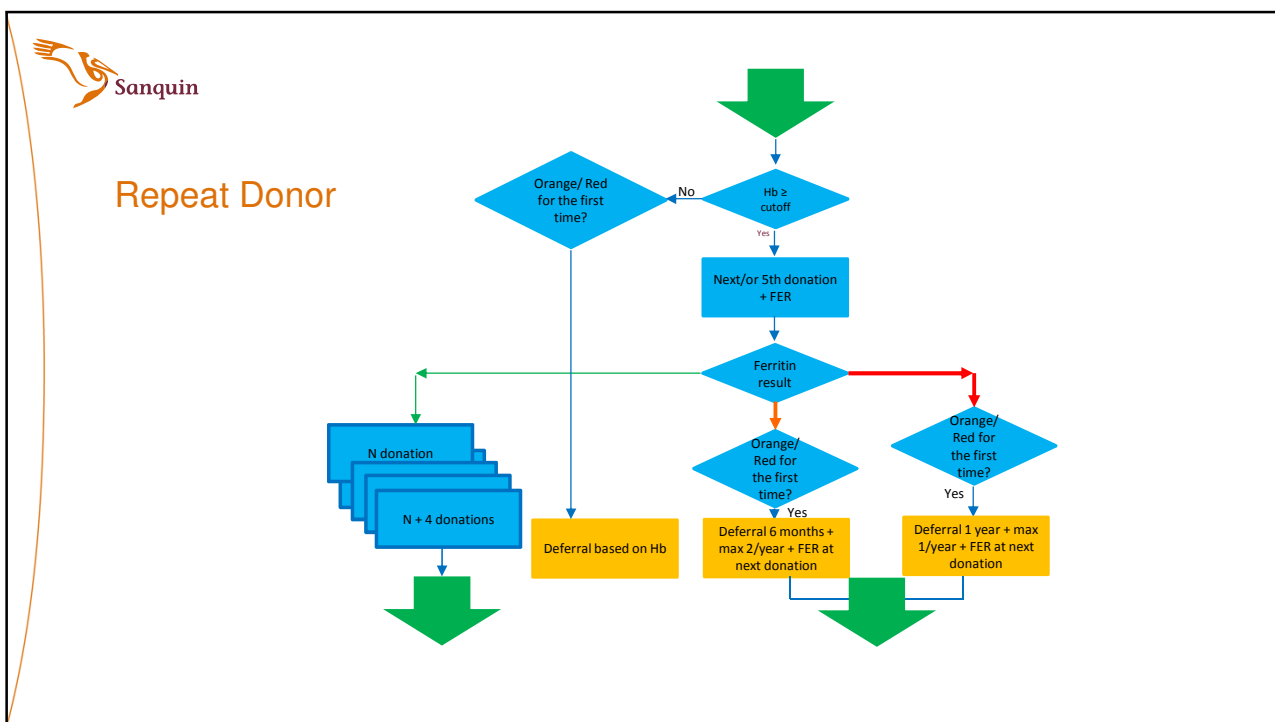 Sanquin
Repeat Donor
Orange/ Red
for the first
time?
No
Hb ≥
cutoff
Yes
Next/or 5th donation
+ FER
Ferritin
result
N donation
N + 4 donations
Orange/
Red for
the first
time?
Yes
Orange/
Red for
the first
time?
Yes
Deferral based on Hb
Deferral 6 months +
max 2/year + FER at
next donation
Deferral 1 year + max
1/year + FER at next
donation